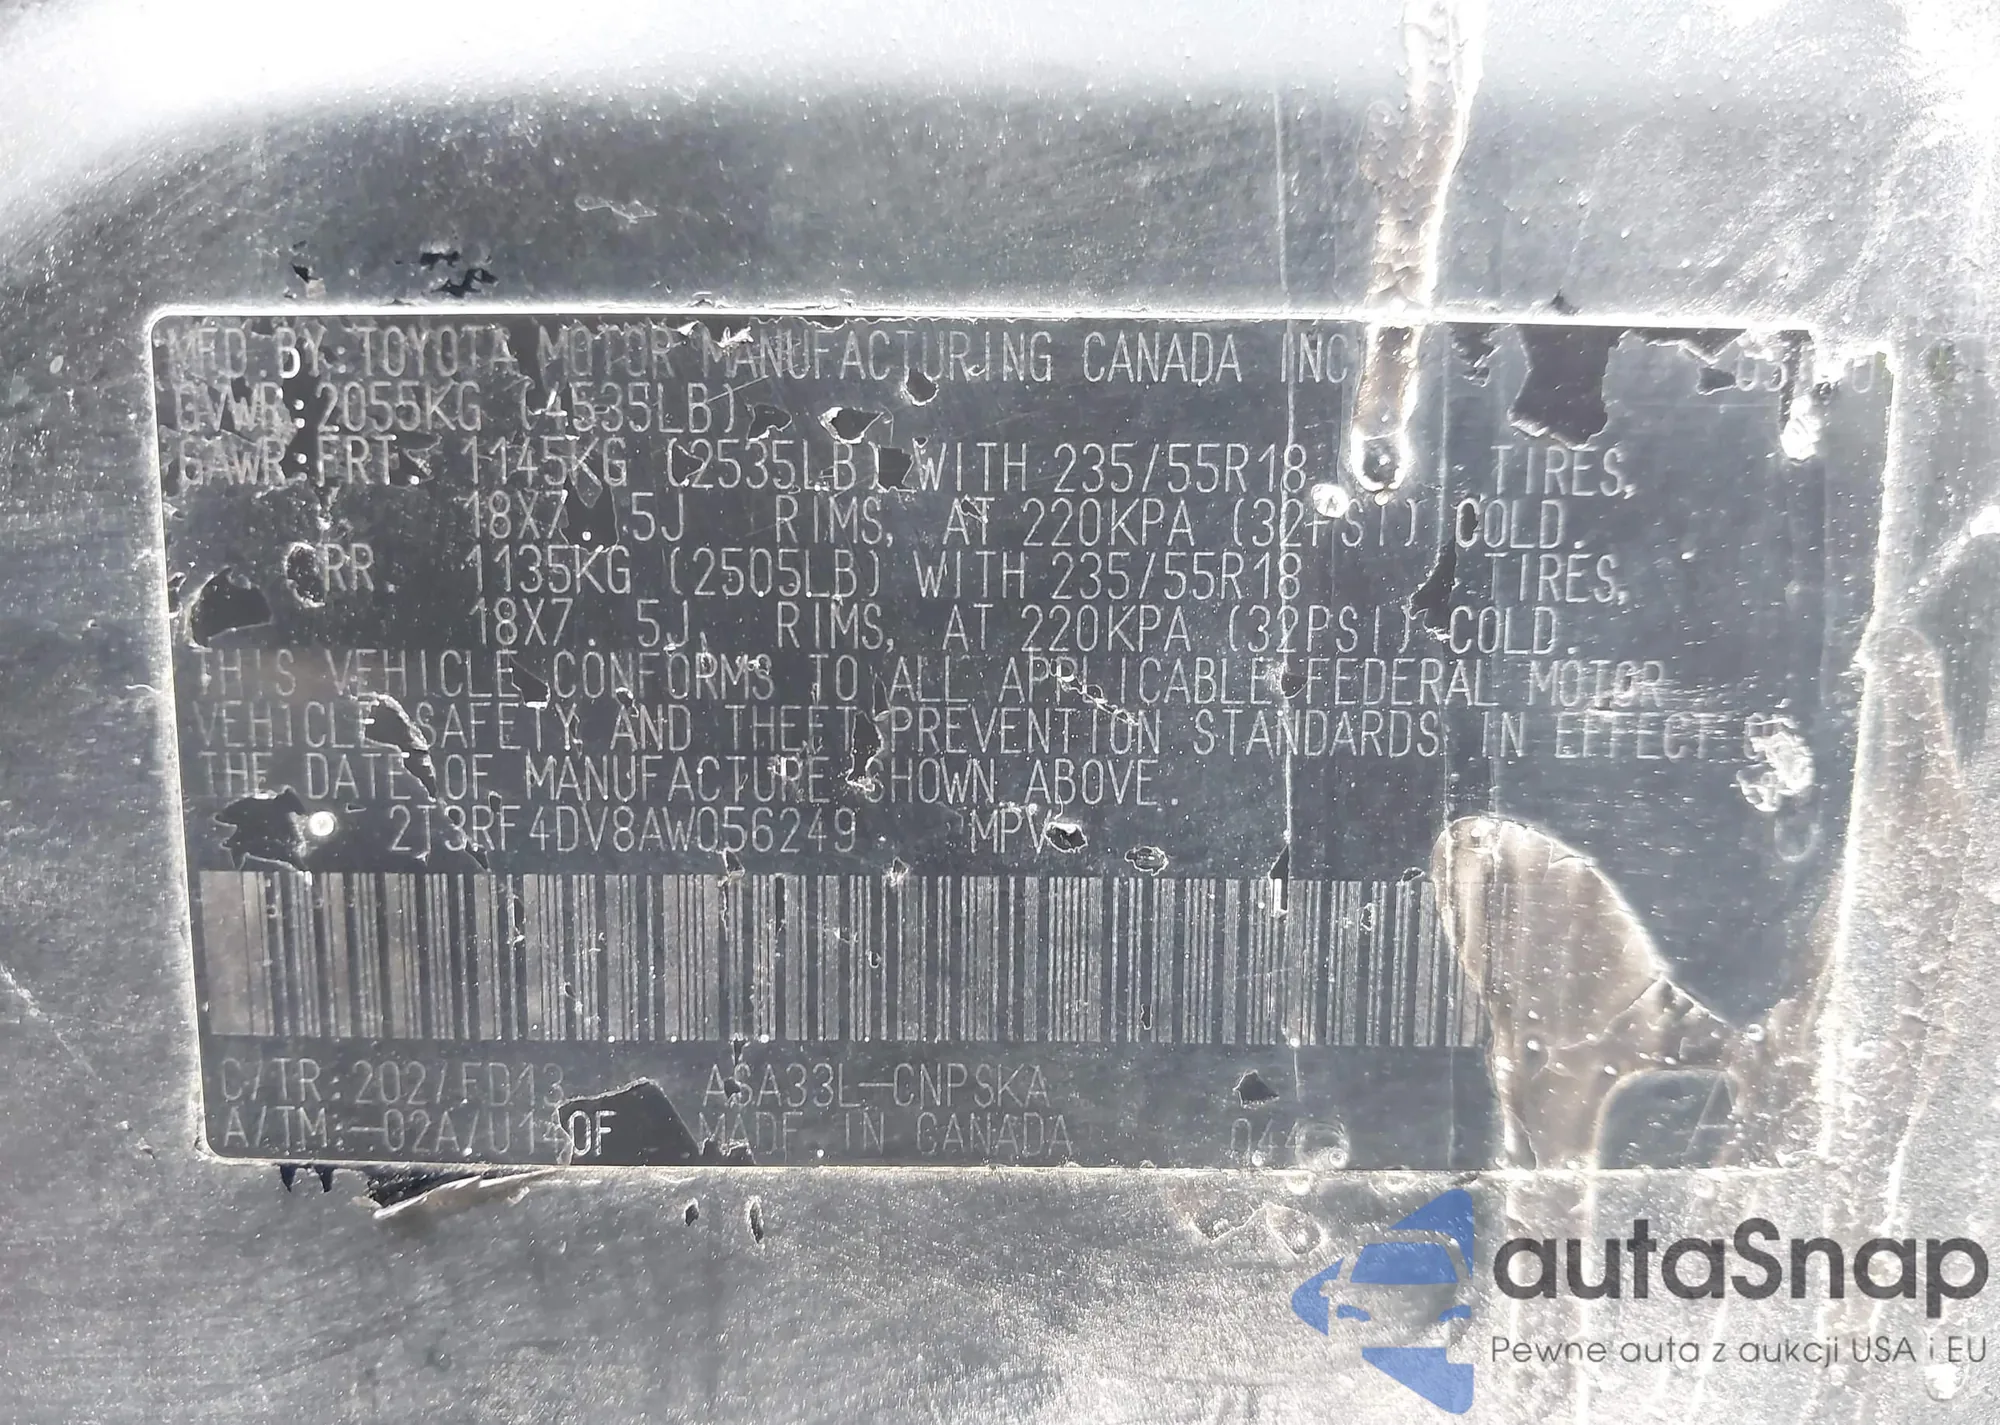 MFD.BY:TOYOTA MOTOR MANUFACTURING CANADA INC
GVWR:2055KG (4535LB)
GAWR:FRT. 1145KG (2535LB) WITH 235/55R18 TIRES,
18X7.5J RIMS, AT 220KPA (32PSI) COLD.
RR 1135KG (2505LB) WITH 235/55R18 TIRES,
18X7.5J RIMS, AT 220KPA (32PSI) COLD.
THIS VEHICLE CONFORMS TO ALL APPLICABLE FEDERAL MOTOR
VEHICLE SAFETY AND THEFT PREVENTION STANDARDS IN EFFECT
THE DATE OF MANUFACTURE SHOWN ABOVE.
2T3RF4DV8AW056249 MPV
C/TR:202/FD13 ASA33L-CNPSKA
A/TM:-02A/U140F MADE IN CANADA
autaSnap
Pewne auta z aukcji USA i EU